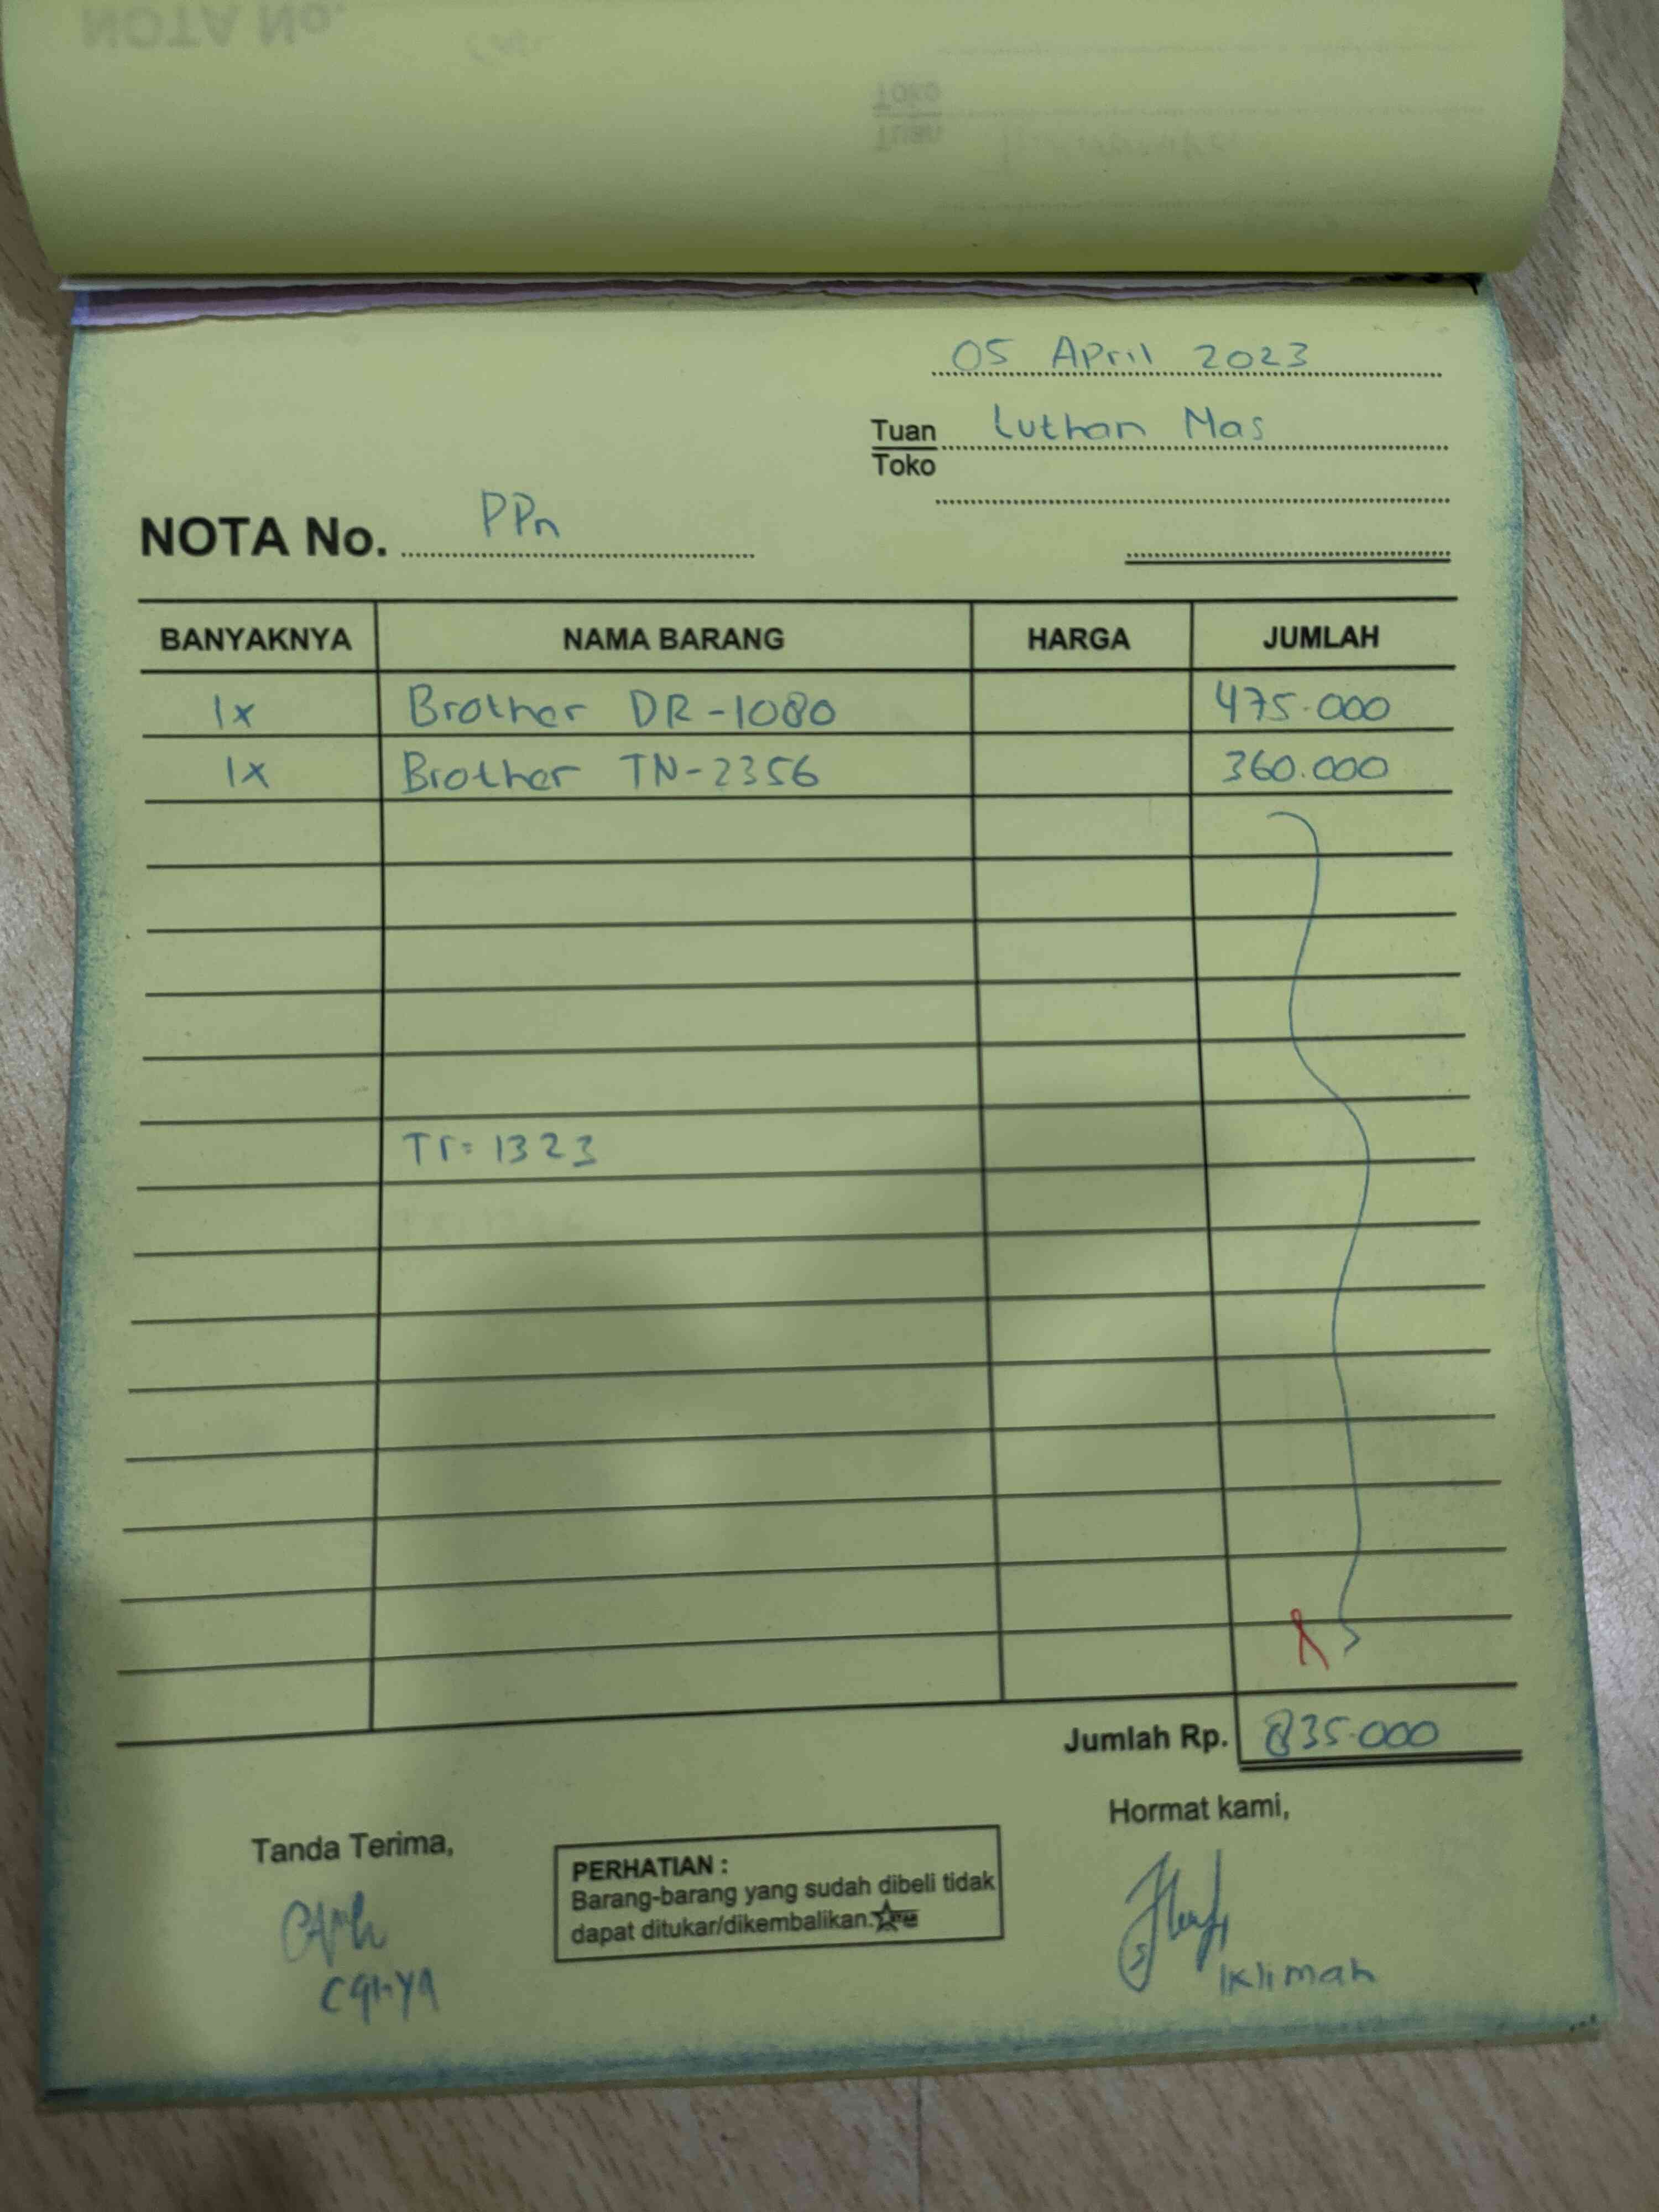 05 April 2023
Tuan Luthan Mas
Toko
NOTA No. PPn
BANYAKNYA NAMA BARANG HARGA JUMLAH
1x Brother DR-1080 475.000
1x Brother TN-2356 360.000
TT= 1323
Jumlah Rp. 835.000
Hormat kami,
Tanda Terima,
PERHATIAN :
Barang-barang yang sudah dibeli tidak
dapat ditukar/dikembalikan.
Iklimah